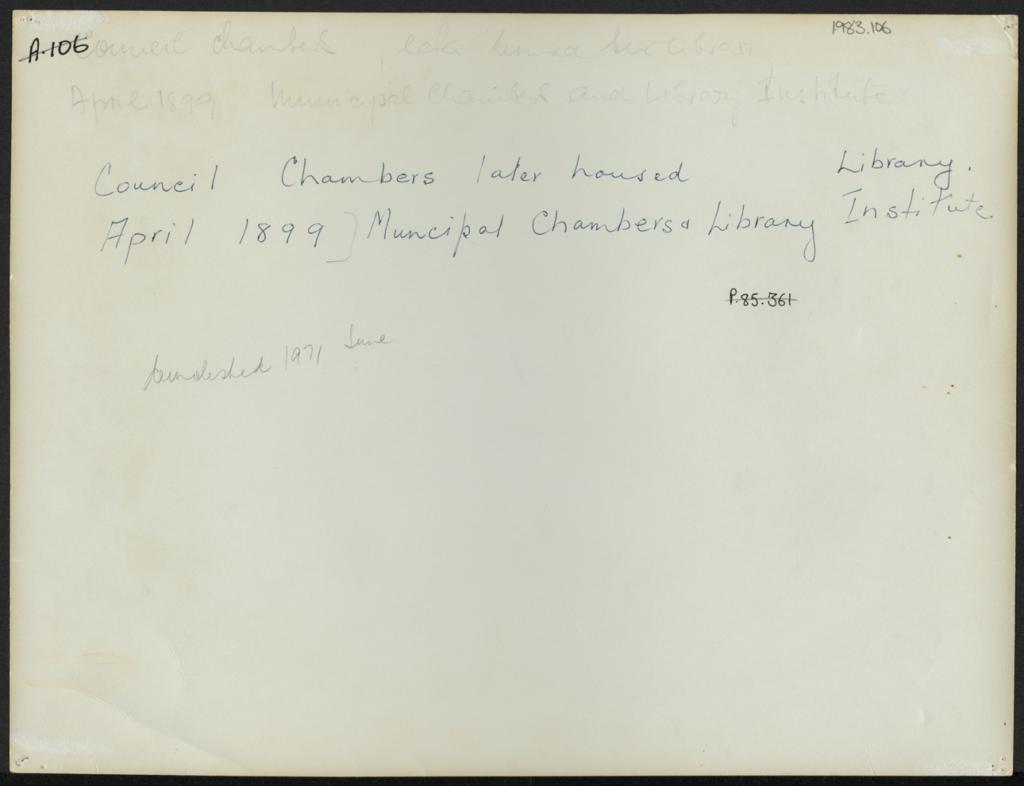 A.106
1983.106
Council Chambers later housed the Library
April 1899 Municipal Chambers and Library Institute.
Council Chambers later housed Library.
April 1899] Muncipal Chambers & Library Institute.
P.85.361
demolished 1971 June